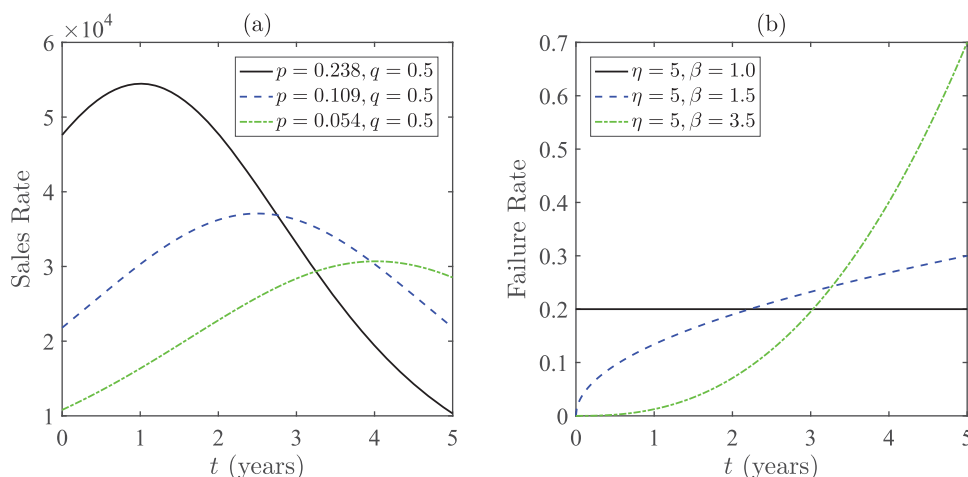 (a)
×10^4
6
5
4
3
2
1
0 1 2 3 4 5
Sales Rate
t (years)
p = 0.238, q = 0.5
p = 0.109, q = 0.5
p = 0.054, q = 0.5
(b)
0.7
0.6
0.5
0.4
0.3
0.2
0.1
0
0 1 2 3 4 5
Failure Rate
t (years)
η = 5, β = 1.0
η = 5, β = 1.5
η = 5, β = 3.5